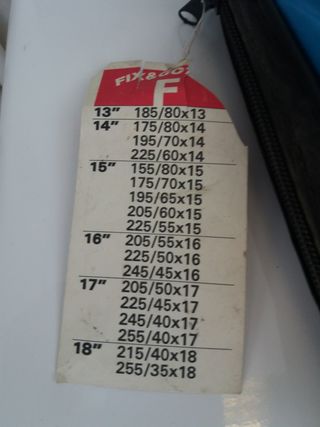 FIX&GO
F
13" 185/80x13
14" 175/80x14
195/70x14
225/60x14
15" 155/80x15
175/70x15
195/65x15
205/60x15
225/55x15
16" 205/55x16
225/50x16
245/45x16
17" 205/50x17
225/45x17
245/40x17
255/40x17
18" 215/40x18
255/35x18